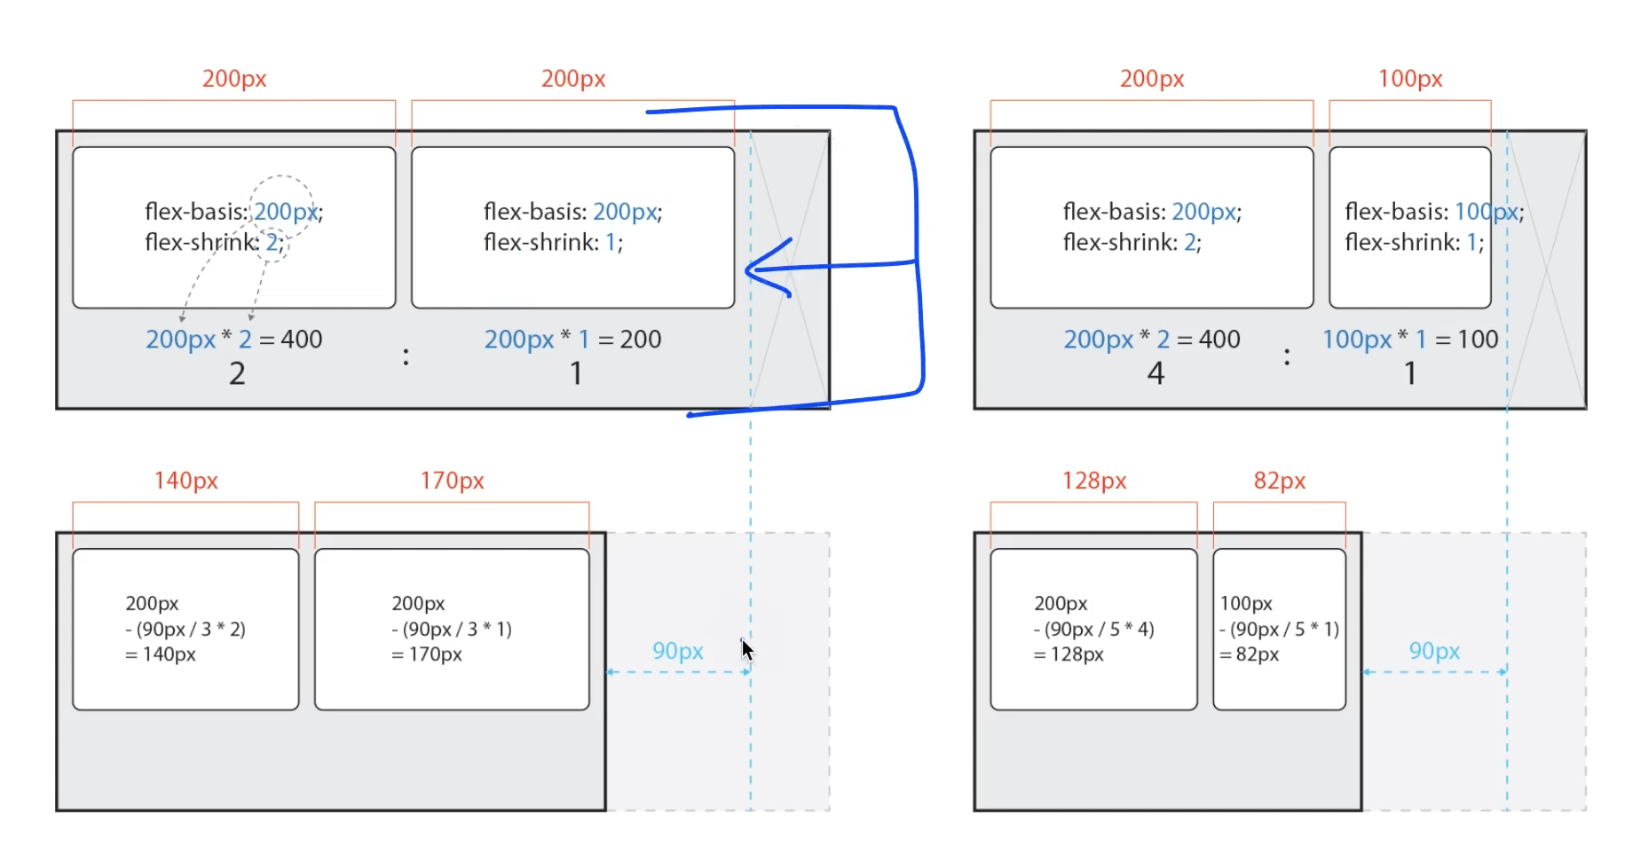 200px
200px
flex-basis: 200px;
flex-shrink: 2;
flex-basis: 200px;
flex-shrink: 1;
200px * 2 = 400
2
:
200px * 1 = 200
1
200px
100px
flex-basis: 200px;
flex-shrink: 2;
flex-basis: 100px;
flex-shrink: 1;
200px * 2 = 400
4
:
100px * 1 = 100
1
140px
170px
200px
- (90px / 3 * 2)
= 140px
200px
- (90px / 3 * 1)
= 170px
90px
128px
82px
200px
- (90px / 5 * 4)
= 128px
100px
- (90px / 5 * 1)
= 82px
90px